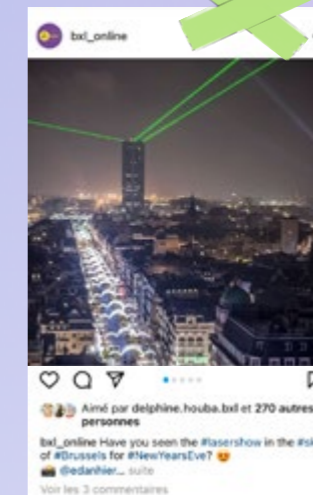 bxl_online
Aimé par delphine.houba.bxl et 270 autres
personnes
bxl_online Have you seen the #lasershow in the
of #Brussels for #NewYearsEve? 😍
📸 @edanhier... suite
Voir les 3 commentaires